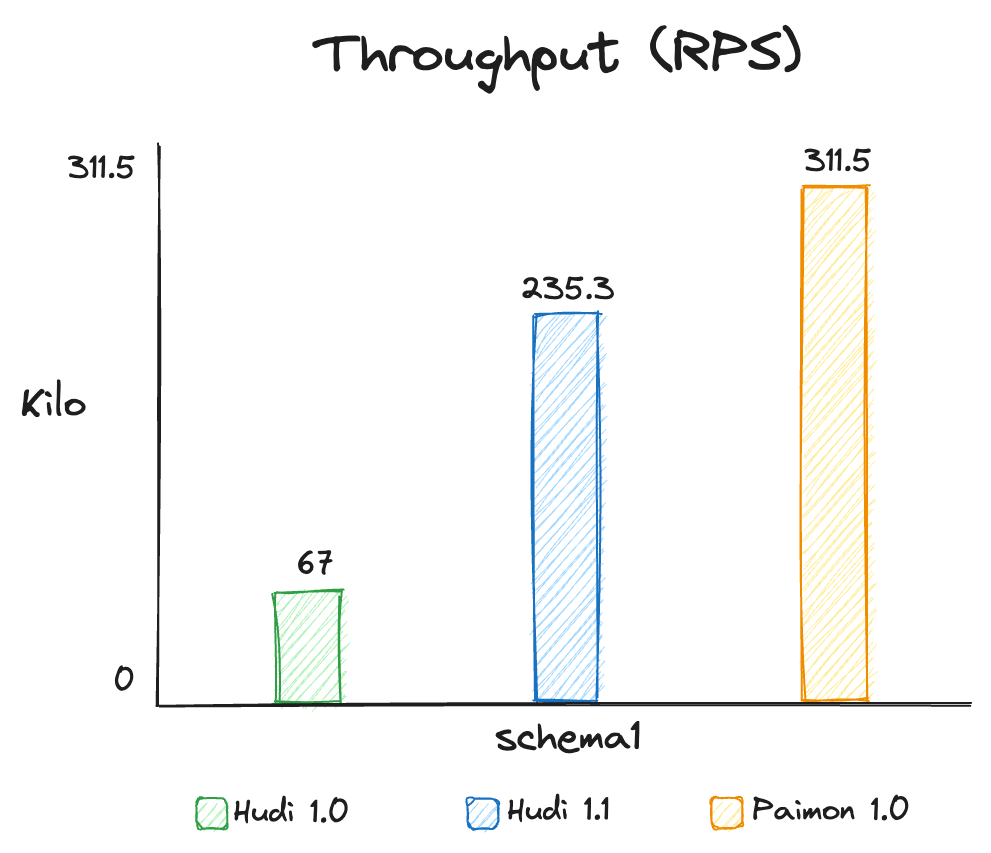 Throughput (RPS)
311.5
311.5
235.3
Kilo
67
0
schema1
Hudi 1.0
Hudi 1.1
Paimon 1.0